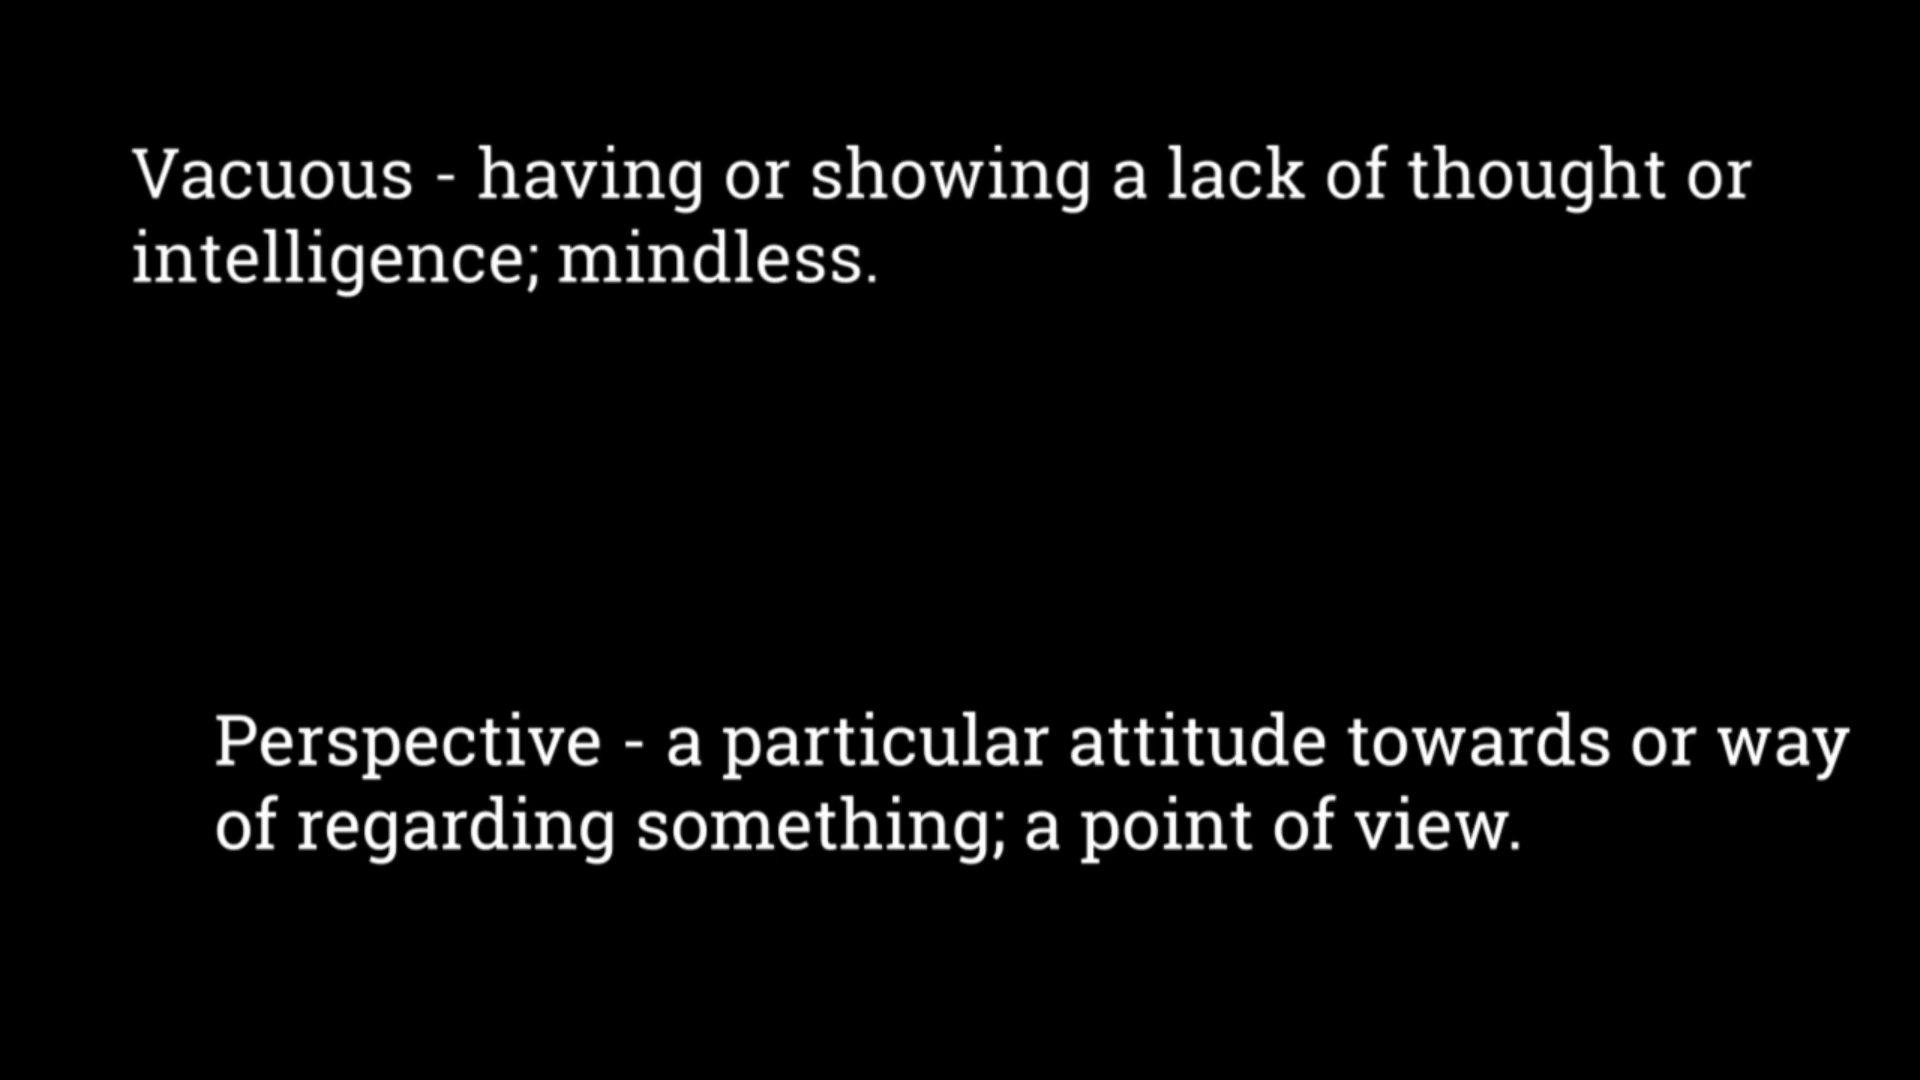 Vacuous - having or showing a lack of thought or
intelligence; mindless.
Perspective - a particular attitude towards or way
of regarding something; a point of view.